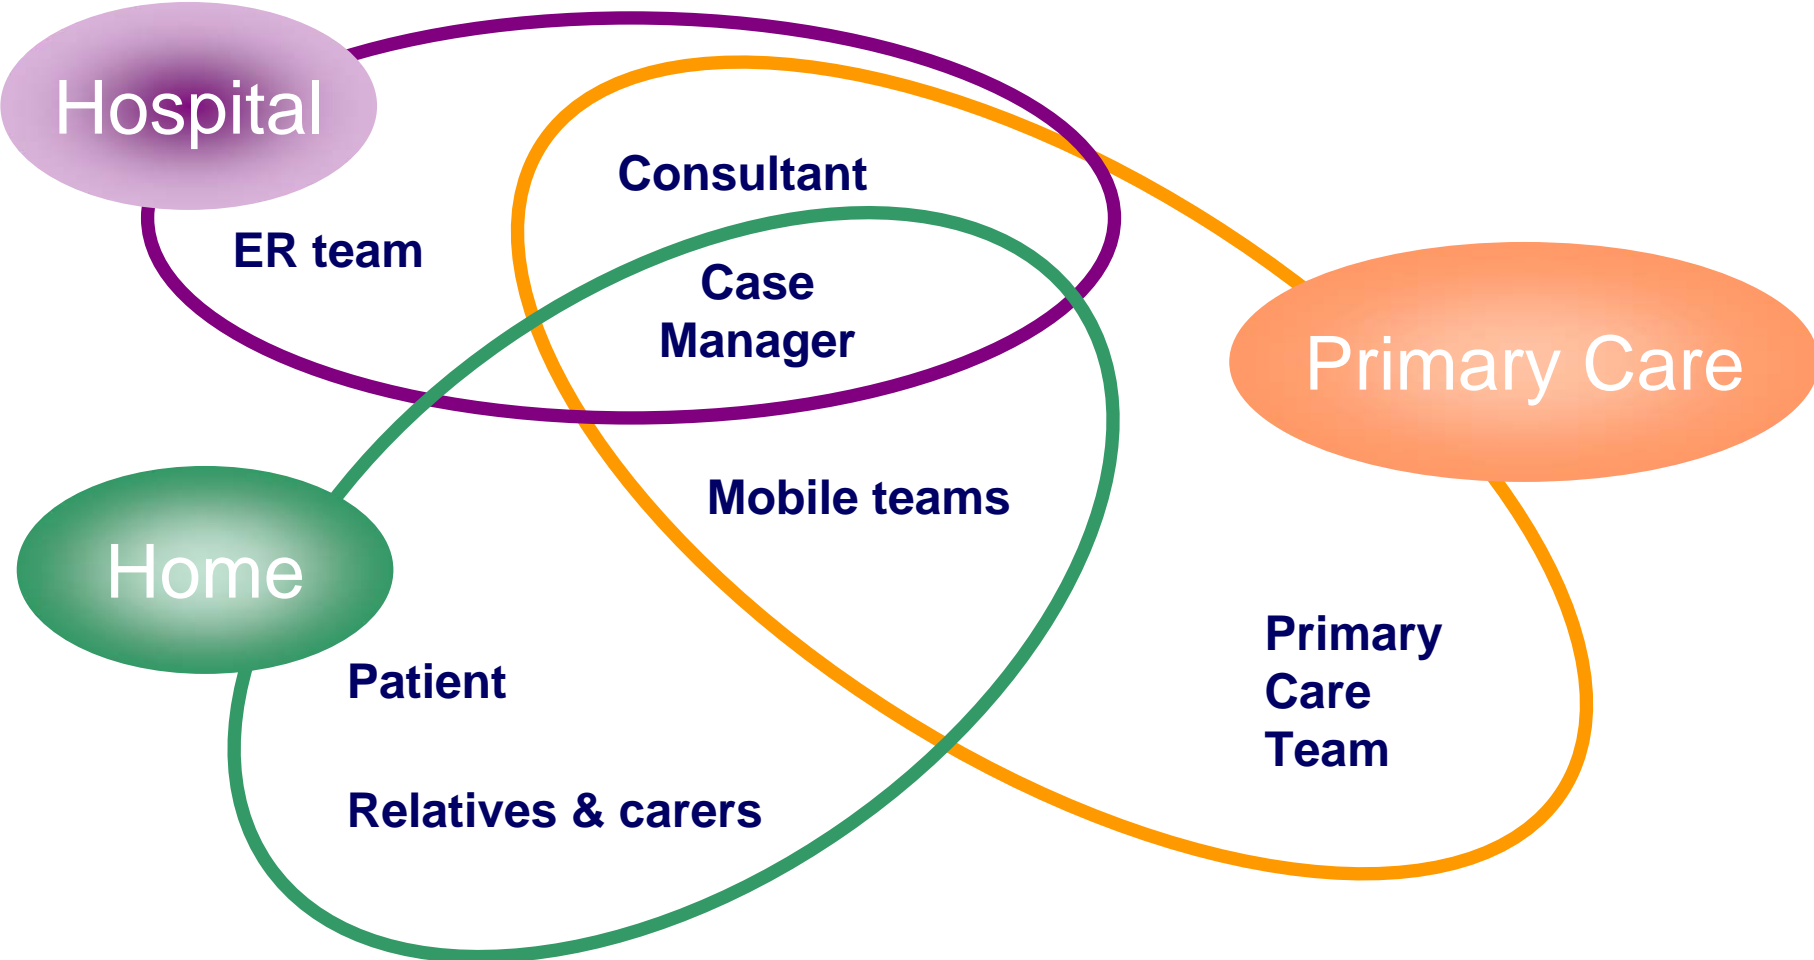 Hospital
Consultant
ER team
Case
Manager
Primary Care
Mobile teams
Home
Primary
Care
Team
Patient
Relatives & carers